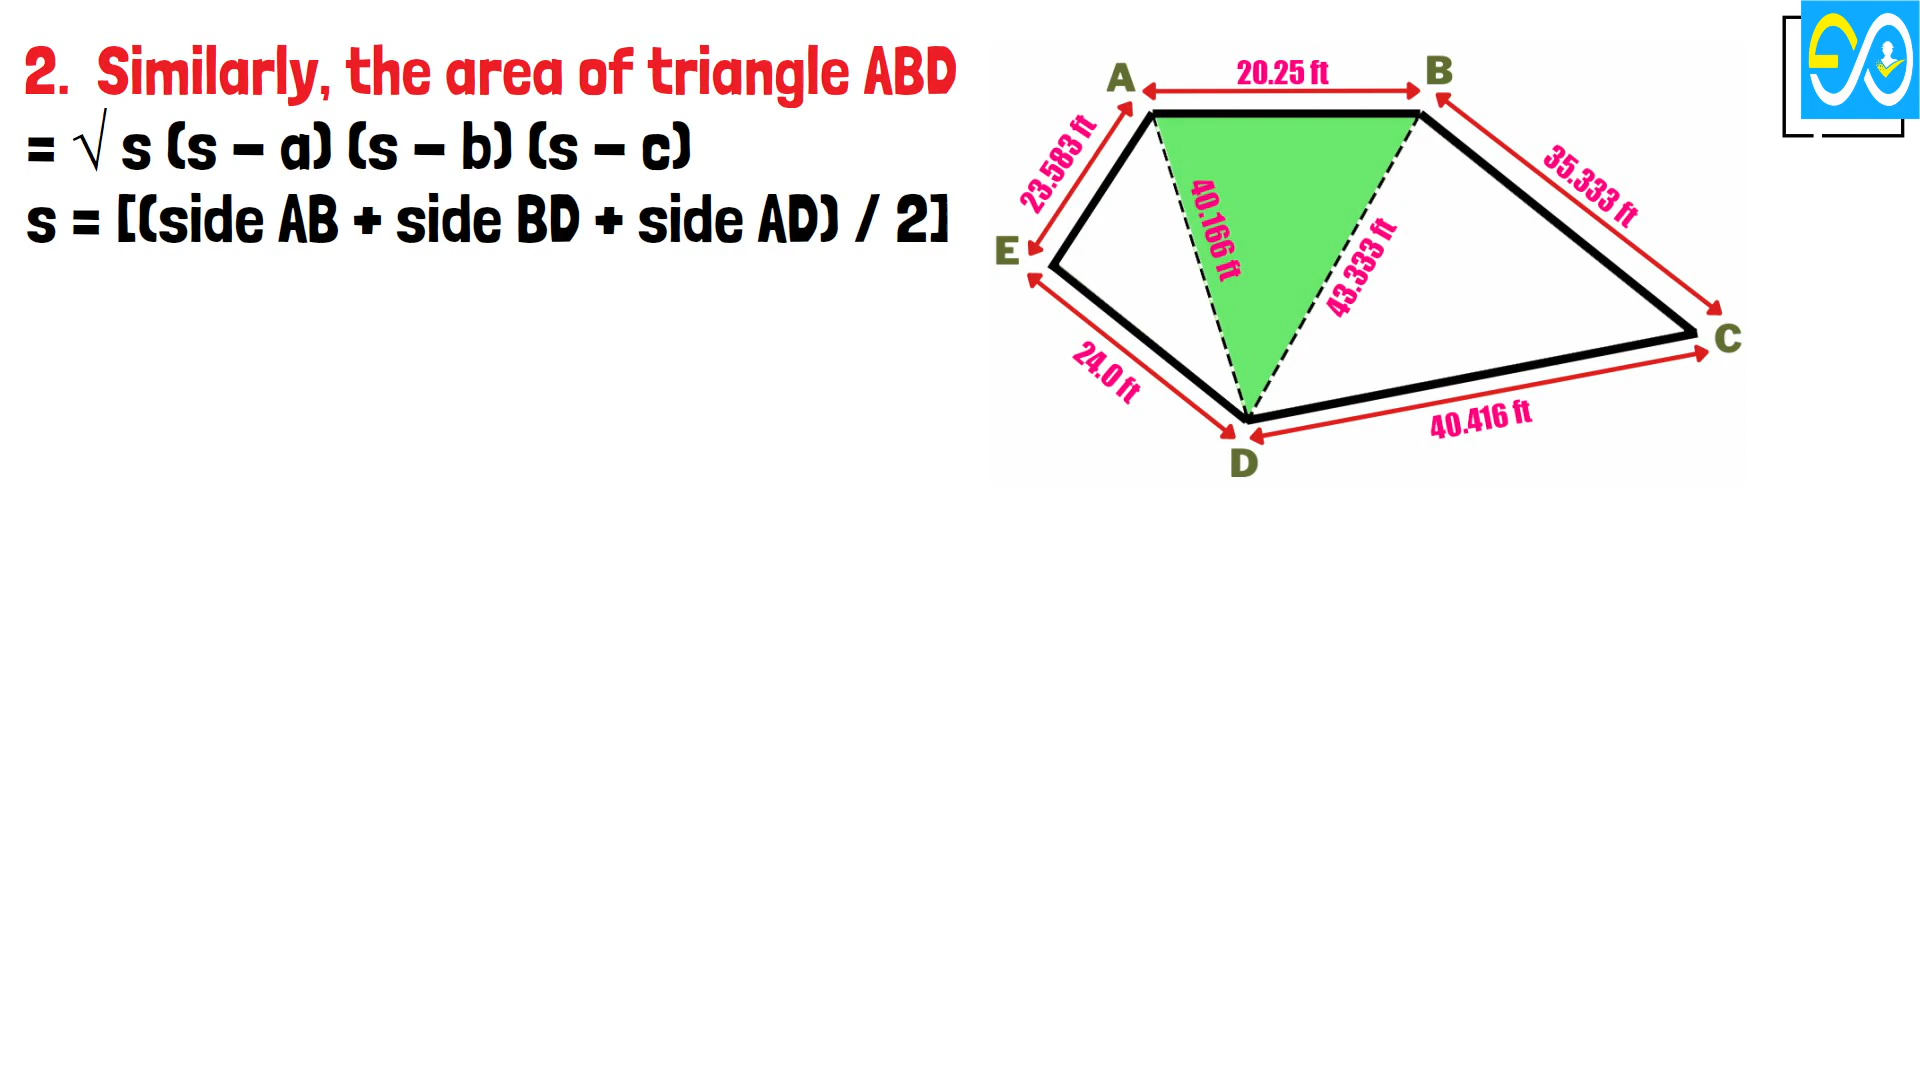 2. Similarly, the area of triangle ABD
= √ s (s – a) (s – b) (s – c)
s = [(side AB + side BD + side AD) / 2]
A
20.25 ft
B
23.583 ft
40.166 ft
43.333 ft
35.333 ft
E
C
24.0 ft
40.416 ft
D